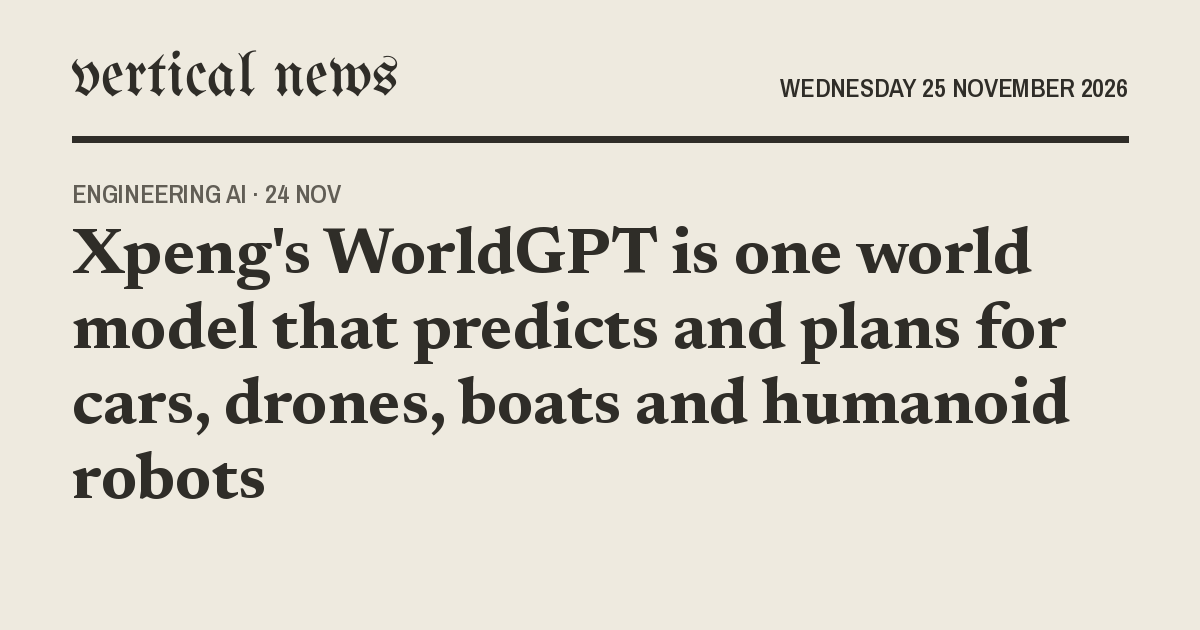 vertical news
WEDNESDAY 25 NOVEMBER 2026
ENGINEERING AI · 24 NOV
Xpeng's WorldGPT is one world
model that predicts and plans for
cars, drones, boats and humanoid
robots